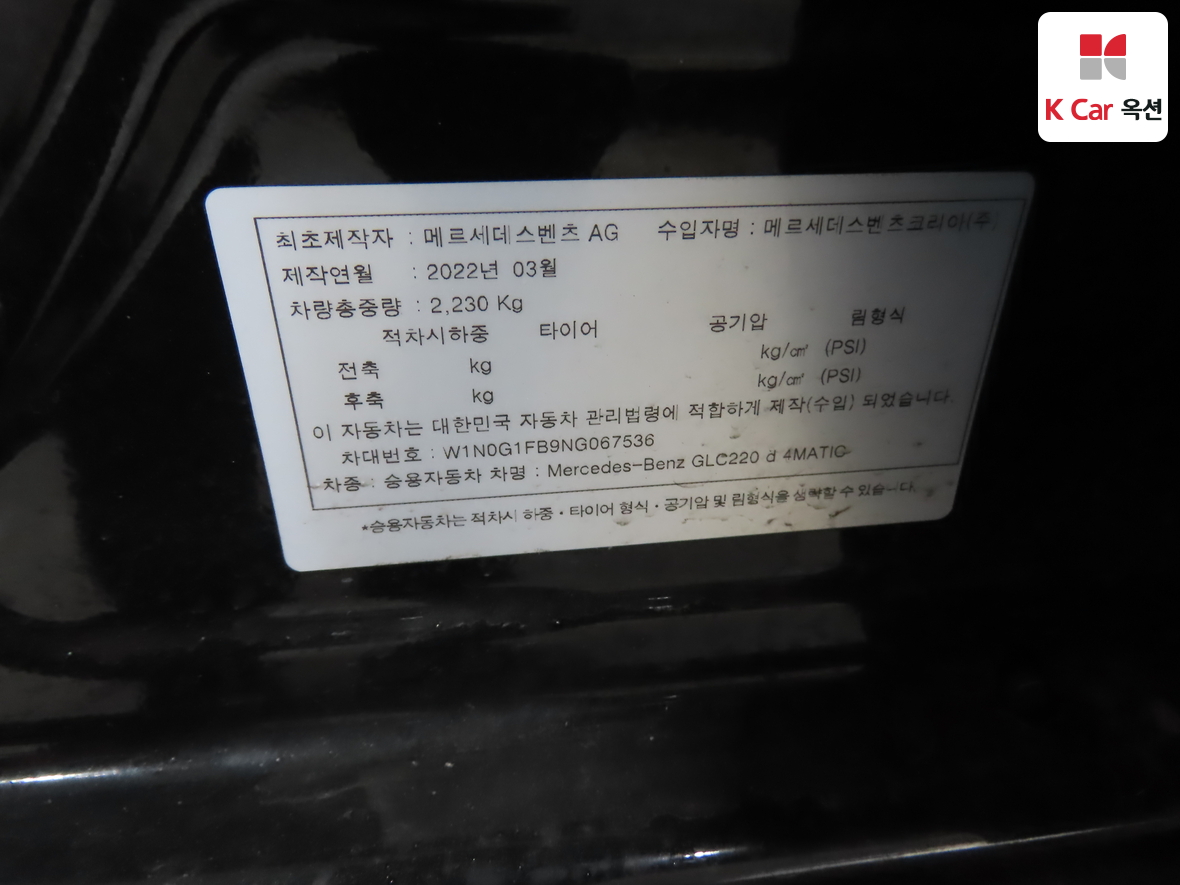 K Car 옥션
최초제작자 : 메르세데스벤츠 AG 수입자명 : 메르세데스벤츠코리아(주)
제작연월 : 2022년 03월
차량총중량 : 2,230 Kg
적차시하중 타이어 공기압 림형식
전축 kg kg/㎠ (PSI)
후축 kg kg/㎠ (PSI)
이 자동차는 대한민국 자동차 관리법령에 적합하게 제작(수입) 되었습니다.
차대번호 : W1N0G1FB9NG067536
차종 : 승용자동차 차명 : Mercedes-Benz GLC220 d 4MATIC
*승용자동차는 적차시 하중・타이어 형식・공기압 및 림형식을 생략할 수 있습니다.